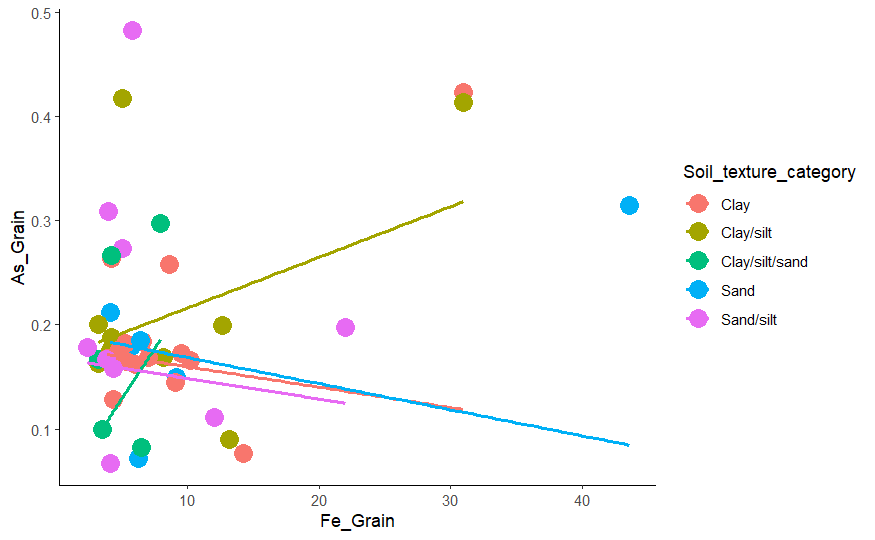 0.5
0.4
0.3
0.2
0.1
As_Grain
10 20 30 40
Fe_Grain
Soil_texture_category
Clay
Clay/silt
Clay/silt/sand
Sand
Sand/silt